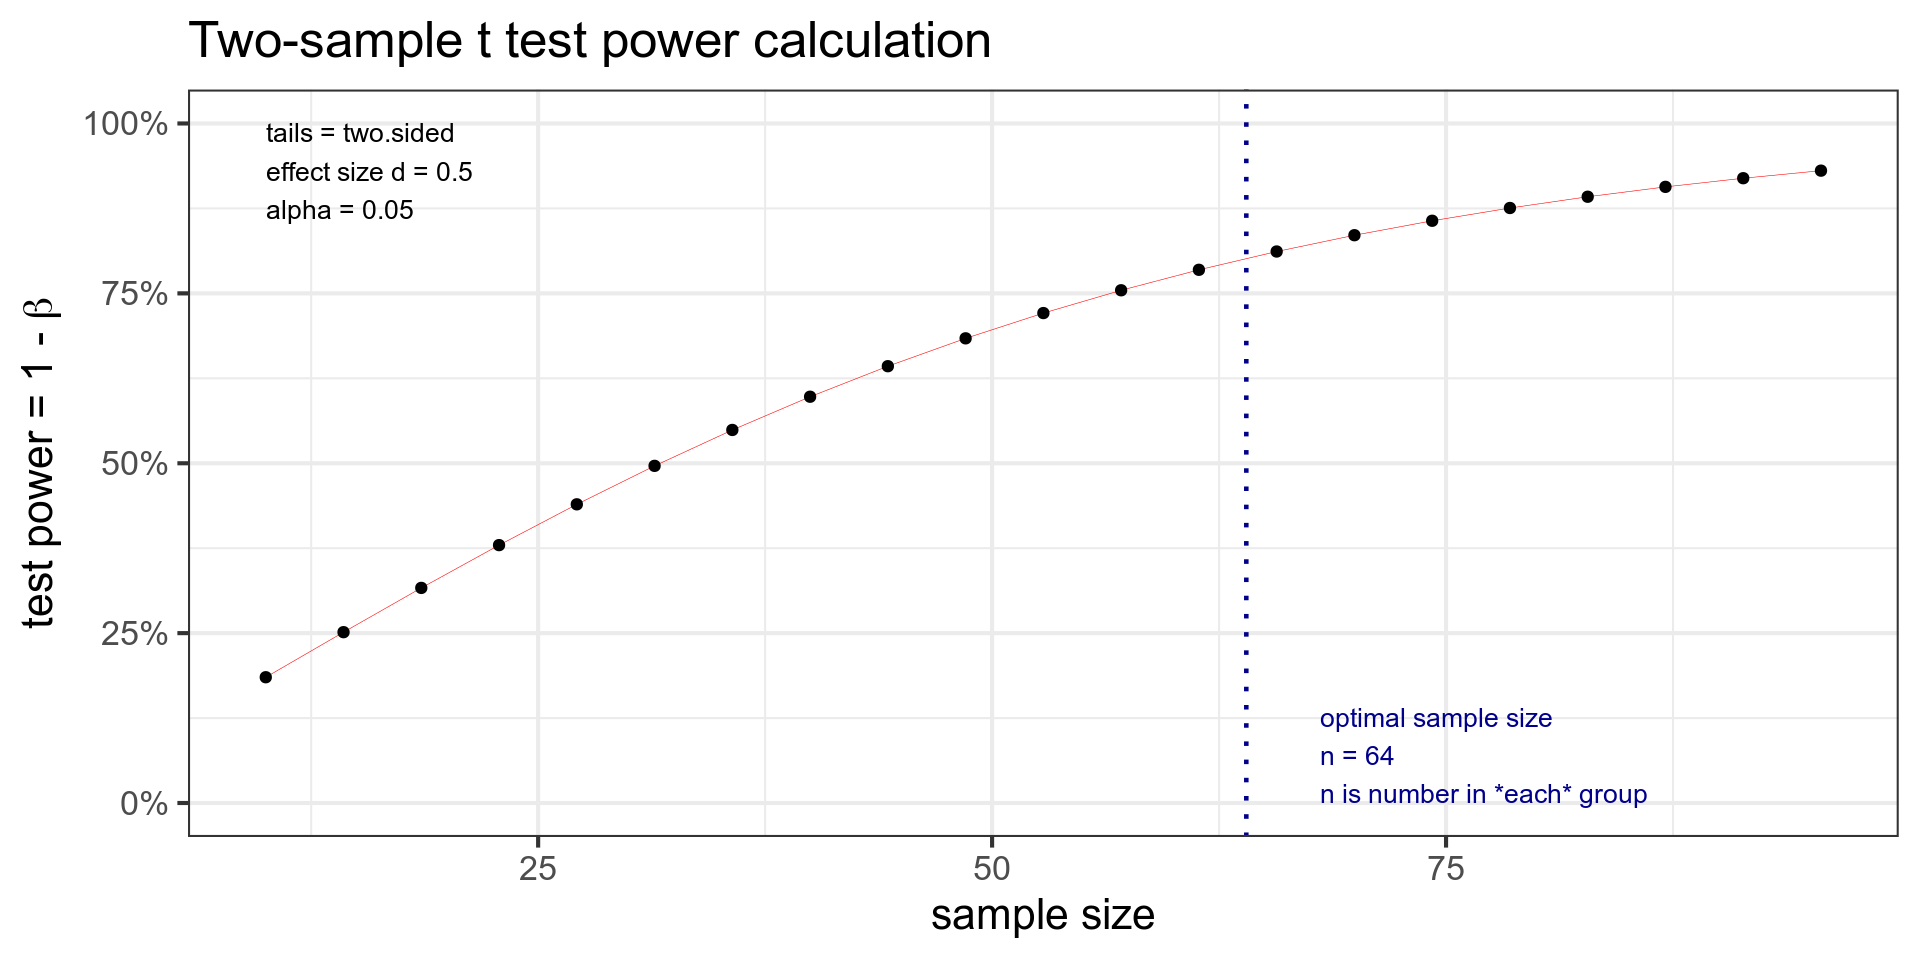 Two-sample t test power calculation
100%
75%
50%
25%
0%
test power = 1 - β
tails = two.sided
effect size d = 0.5
alpha = 0.05
optimal sample size
n = 64
n is number in *each* group
25
50
75
sample size